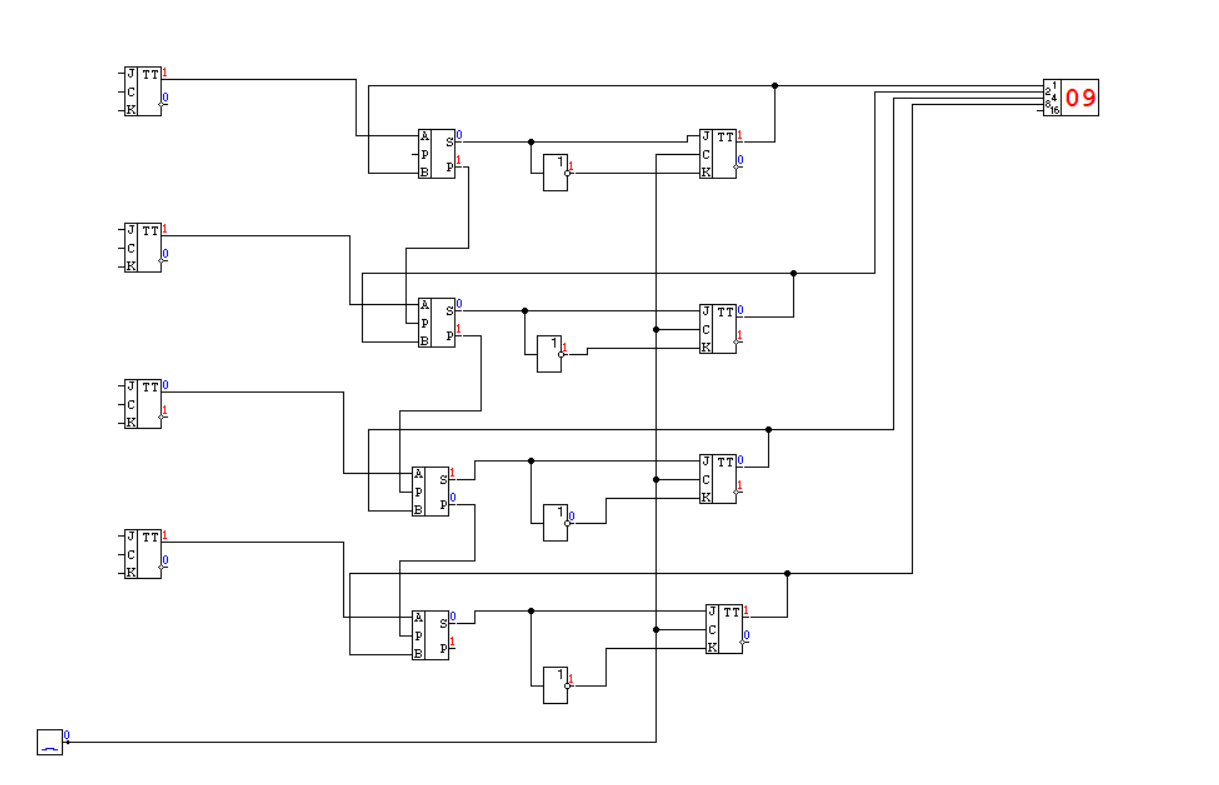 J TT 1
C 0
K
1
2
4
8
16
09
A S 0
P
B P 1
1 1
J TT 1
C 0
K
J TT 1
C 0
K
A S 0
P
B P 1
1 1
J TT 0
C
K 1
J TT 0
C 1
K
A S 1
P 0
B P
1 0
J TT 0
C
K 1
J TT 1
C 0
K
A S 0
P
B P 1
1 1
J TT 1
C 0
K
0